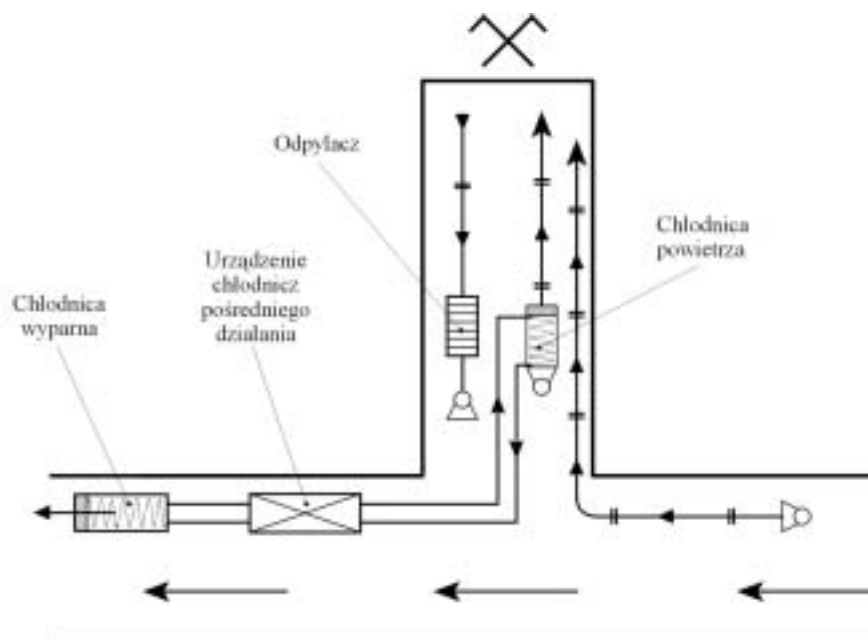 Odpylacz
Chłodnica
powietrza
Urządzenie
chłodnicz
pośredniego
działania
Chłodnica
wyparna